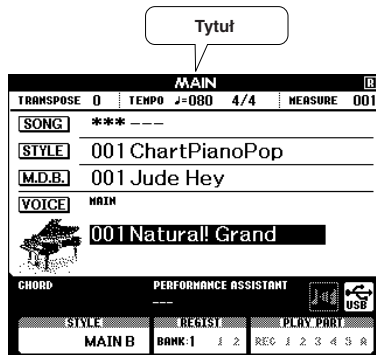 Tytuł
MAIN R
TRANSPOSE 0 TEMPO ♩=080 4/4 MEASURE 001
SONG *** ---
STYLE 001 ChartPianoPop
M.D.B. 001 Jude Hey
VOICE MAIN
001 Natural! Grand
CHORD PERFORMANCE ASSISTANT
---
USB
STYLE REGIST PLAY PART
MAIN B BANK:1 1 2 REC 1 2 3 4 5 A